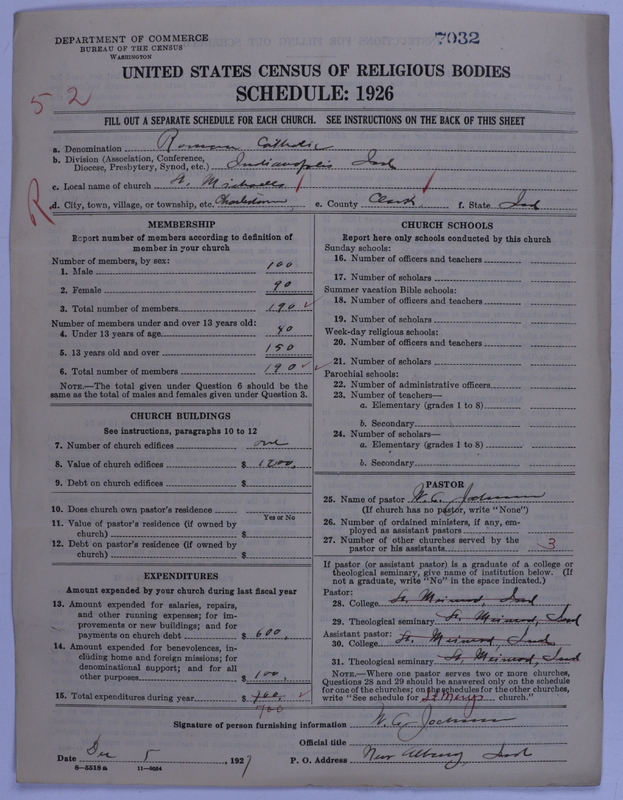 7032
DEPARTMENT OF COMMERCE
BUREAU OF THE CENSUS
WASHINGTON
UNITED STATES CENSUS OF RELIGIOUS BODIES
SCHEDULE: 1926
52
FILL OUT A SEPARATE SCHEDULE FOR EACH CHURCH. SEE INSTRUCTIONS ON THE BACK OF THIS SHEET
a. Denomination Roman Catholic
b. Division (Association, Conference, Diocese, Presbytery, Synod, etc.) Indianapolis Ind
c. Local name of church St. Michaels
R
d. City, town, village, or township, etc. Charlestown e. County Clark f. State Ind
MEMBERSHIP
Report number of members according to definition of
member in your church
Number of members, by sex:
1. Male 100
2. Female 90
3. Total number of members 190
Number of members under and over 13 years old:
4. Under 13 years of age 40
5. 13 years old and over 150
6. Total number of members 190
NOTE.—The total given under Question 6 should be the
same as the total of males and females given under Question 3.
CHURCH BUILDINGS
See instructions, paragraphs 10 to 12
7. Number of church edifices one
8. Value of church edifices $ 1200.
9. Debt on church edifices $
10. Does church own pastor's residence
Yes or No
11. Value of pastor's residence (if owned by
church) $
12. Debt on pastor's residence (if owned by
church) $
EXPENDITURES
Amount expended by your church during last fiscal year
13. Amount expended for salaries, repairs,
and other running expenses; for im-
provements or new buildings; and for
payments on church debt $ 600.
14. Amount expended for benevolences, in-
cluding home and foreign missions; for
denominational support; and for all
other purposes $ 100.
15. Total expenditures during year $ 700.
700
CHURCH SCHOOLS
Report here only schools conducted by this church
Sunday schools:
16. Number of officers and teachers
17. Number of scholars
Summer vacation Bible schools:
18. Number of officers and teachers
19. Number of scholars
Week-day religious schools:
20. Number of officers and teachers
21. Number of scholars
Parochial schools:
22. Number of administrative officers
23. Number of teachers—
a. Elementary (grades 1 to 8)
b. Secondary
24. Number of scholars—
a. Elementary (grades 1 to 8)
b. Secondary
PASTOR
25. Name of pastor W. A. Jochum
(If church has no pastor, write "None")
26. Number of ordained ministers, if any, em-
ployed as assistant pastors
27. Number of other churches served by the
pastor or his assistants 3
If pastor (or assistant pastor) is a graduate of a college or
theological seminary, give name of institution below. (If
not a graduate, write "No" in the space indicated.)
Pastor:
28. College St. Meinrad, Ind
29. Theological seminary St. Meinrad, Ind
Assistant pastor:
30. College St. Meinrad Ind
31. Theological seminary St. Meinrad, Ind
NOTE.—Where one pastor serves two or more churches,
Questions 28 and 29 should be answered only on the schedule
for one of the churches; on the schedules for the other churches,
write "See schedule for St Marys church."
Signature of person furnishing information W. A. Jochum
Official title
Date Dec 5, 1927 P. O. Address New Albany, Ind
8—5518a 11—9054